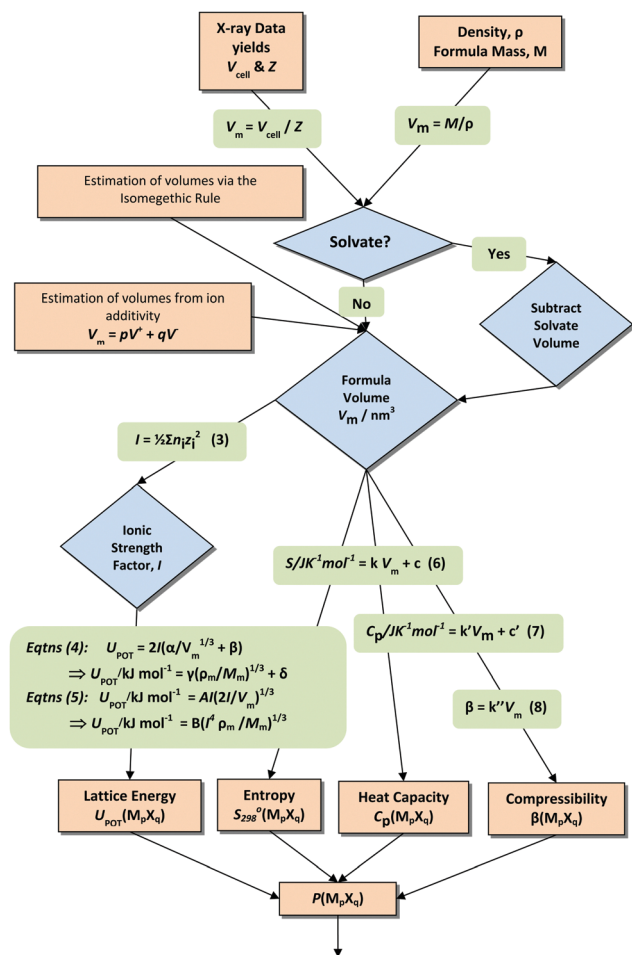 X-ray Data
yields
V_cell & Z
Density, ρ
Formula Mass, M
V_m = V_cell / Z
V_m = M/ρ
Estimation of volumes via the
Isomegethic Rule
Solvate?
Yes
No
Estimation of volumes from ion
additivity
V_m = pV⁺ + qV⁻
Subtract
Solvate
Volume
Formula
Volume
V_m / nm³
I = ½Σn_i z_i² (3)
Ionic
Strength
Factor, I
S/JK⁻¹mol⁻¹ = k V_m + c (6)
C_p/JK⁻¹mol⁻¹ = k'V_m + c' (7)
Eqtns (4): U_POT = 2I(α/V_m^1/3 + β)
⇒ U_POT/kJ mol⁻¹ = γ(ρ_m/M_m)^1/3 + δ
Eqtns (5): U_POT/kJ mol⁻¹ = AI(2I/V_m)^1/3
⇒ U_POT/kJ mol⁻¹ = B(I⁴ ρ_m /M_m)^1/3
β = k''V_m (8)
Lattice Energy
U_POT(M_pX_q)
Entropy
S_298^o(M_pX_q)
Heat Capacity
C_p(M_pX_q)
Compressibility
β(M_pX_q)
P(M_pX_q)